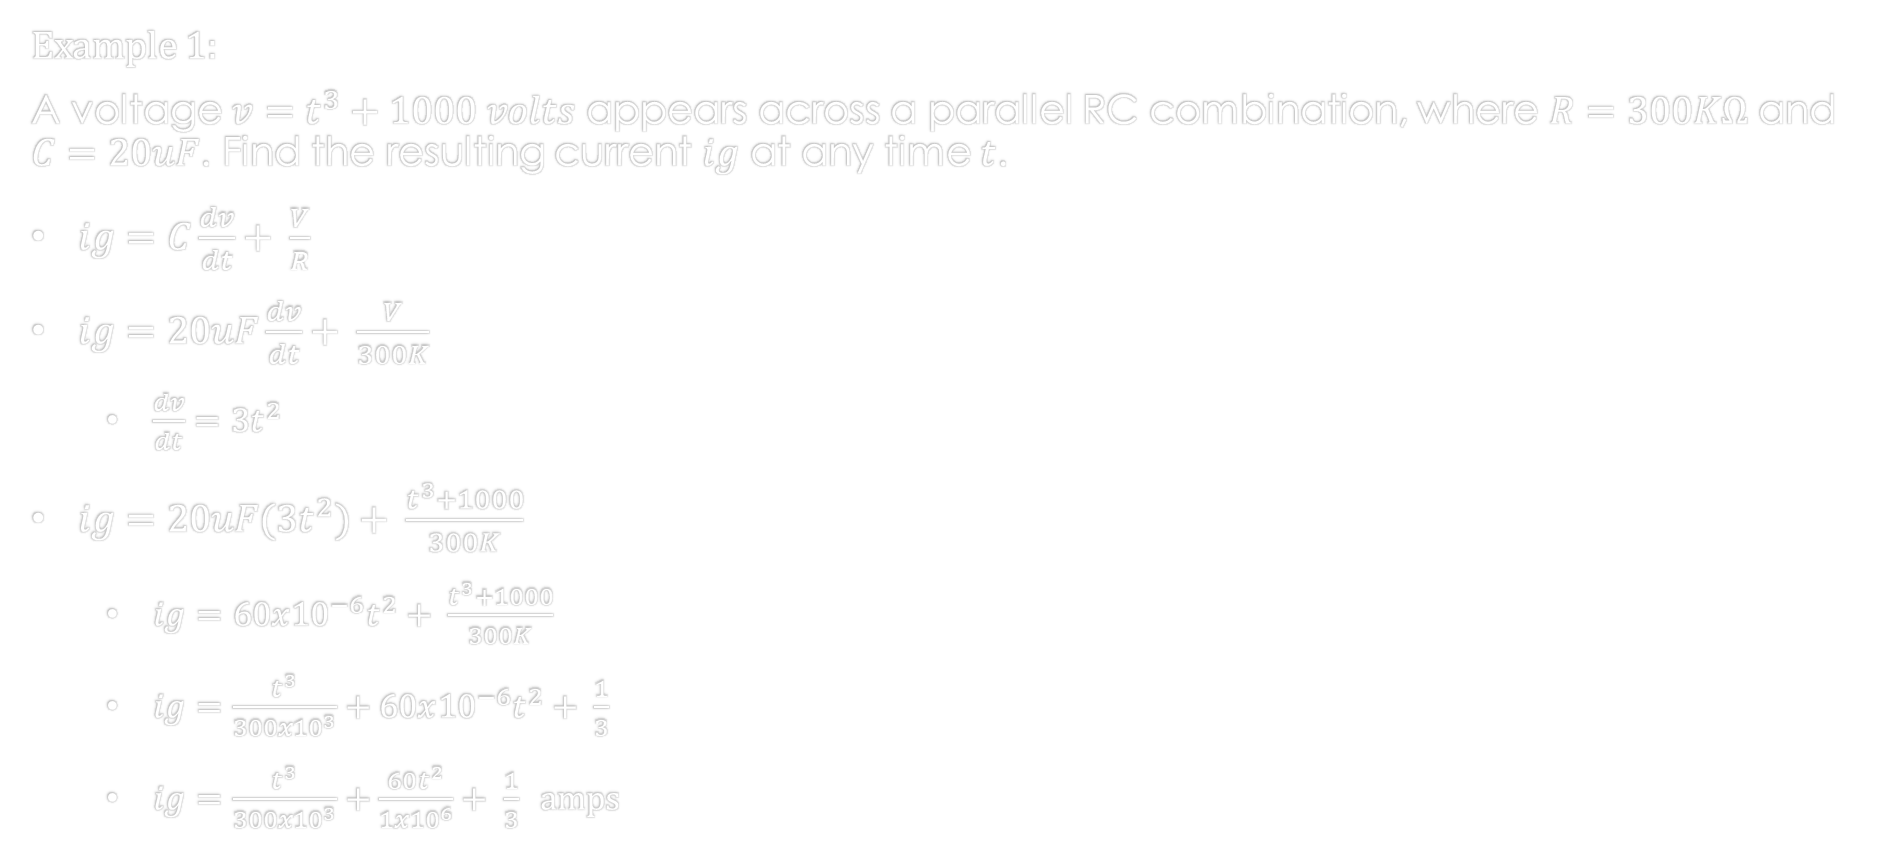 Example 1:
A voltage v = t³ + 1000 volts appears across a parallel RC combination, where R = 300KΩ and
C = 20uF. Find the resulting current ig at any time t.
• ig = C dv/dt + V/R
• ig = 20uF dv/dt + V/300K
• dv/dt = 3t²
• ig = 20uF(3t²) + t³+1000/300K
• ig = 60x10⁻⁶t² + t³+1000/300K
• ig = t³/300x10³ + 60x10⁻⁶t² + 1/3
• ig = t³/300x10³ + 60t²/1x10⁶ + 1/3 amps